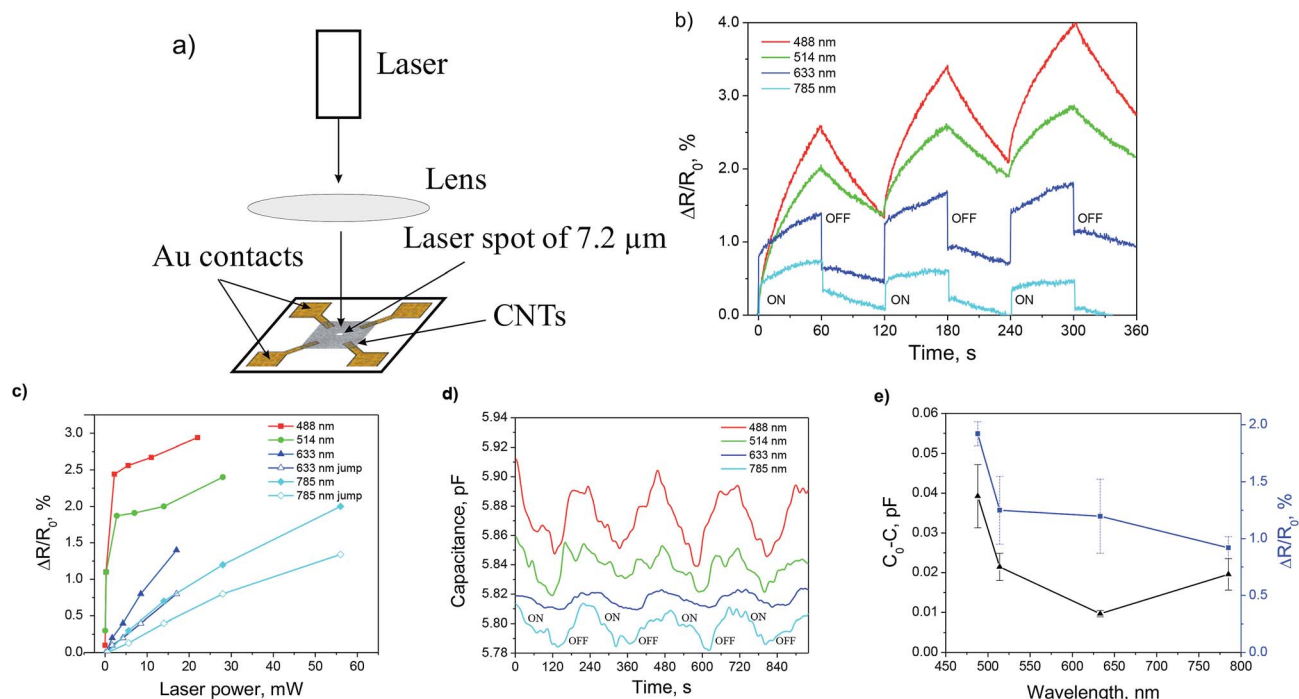 a)
Laser
Lens
Laser spot of 7.2 µm
Au contacts
CNTs
b)
4.0
3.0
2.0
1.0
0.0
ΔR/R0, %
488 nm
514 nm
633 nm
785 nm
OFF
OFF
OFF
ON
ON
ON
0 60 120 180 240 300 360
Time, s
c)
3.0
2.5
2.0
1.5
1.0
0.5
0.0
ΔR/R0, %
488 nm
514 nm
633 nm
633 nm jump
785 nm
785 nm jump
0 10 20 30 40 50 60
Laser power, mW
d)
5.94
5.92
5.90
5.88
5.86
5.84
5.82
5.80
5.78
Capacitance, pF
488 nm
514 nm
633 nm
785 nm
ON ON ON ON
OFF OFF OFF OFF
0 120 240 360 480 600 720 840
Time, s
e)
0.06
0.05
0.04
0.03
0.02
0.01
0.00
C0-C, pF
2.0
1.5
1.0
0.5
0.0
ΔR/R0, %
450 500 550 600 650 700 750 800
Wavelength, nm